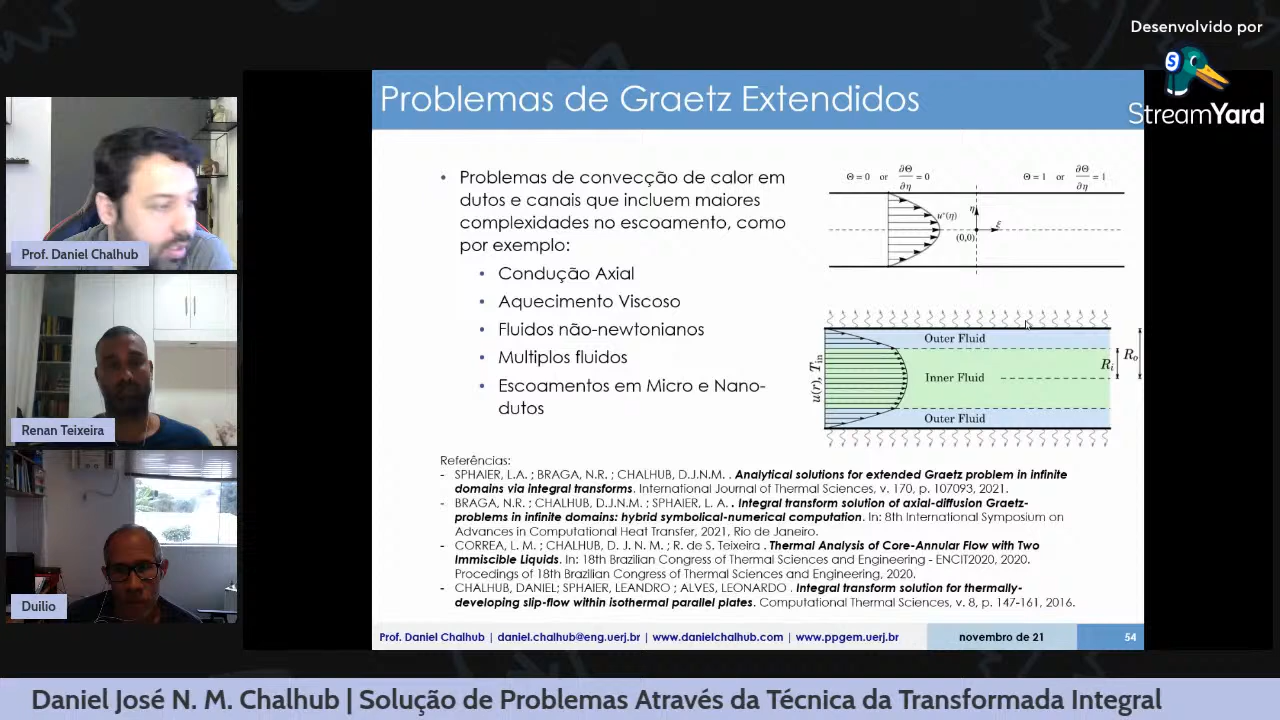 Desenvolvido por
StreamYard
Problemas de Graetz Extendidos
• Problemas de convecção de calor em
dutos e canais que incluem maiores
complexidades no escoamento, como
por exemplo:
• Condução Axial
• Aquecimento Viscoso
• Fluidos não-newtonianos
• Multiplos fluidos
• Escoamentos em Micro e Nano-
dutos
Θ = 0 or ∂Θ/∂η = 0
Θ = 1 or ∂Θ/∂η = 1
u*(η)
η
ξ
(0,0)
Outer Fluid
Inner Fluid
Outer Fluid
u(r), T_in
R_i
R_o
Referências:
- SPHAIER, L.A. ; BRAGA, N.R. ; CHALHUB, D.J.N.M. . Analytical solutions for extended Graetz problem in infinite
domains via integral transforms. International Journal of Thermal Sciences, v. 170, p. 107093, 2021.
- BRAGA, N.R. ; CHALHUB, D.J.N.M. ; SPHAIER, L. A. . Integral transform solution of axial-diffusion Graetz-
problems in infinite domains: hybrid symbolical-numerical computation. In: 8th International Symposium on
Advances in Computational Heat Transfer, 2021, Rio de Janeiro.
- CORREA, L. M. ; CHALHUB, D. J. N. M. ; R. de S. Teixeira . Thermal Analysis of Core-Annular Flow with Two
Immiscible Liquids. In: 18th Brazilian Congress of Thermal Sciences and Engineering - ENCIT2020, 2020.
Procedings of 18th Brazilian Congress of Thermal Sciences and Engineering, 2020.
- CHALHUB, DANIEL; SPHAIER, LEANDRO ; ALVES, LEONARDO . Integral transform solution for thermally-
developing slip-flow within isothermal parallel plates. Computational Thermal Sciences, v. 8, p. 147-161, 2016.
Prof. Daniel Chalhub | daniel.chalhub@eng.uerj.br | www.danielchalhub.com | www.ppgem.uerj.br
novembro de 21
54
Prof. Daniel Chalhub
Renan Teixeira
Duilio
Daniel José N. M. Chalhub | Solução de Problemas Através da Técnica da Transformada Integral